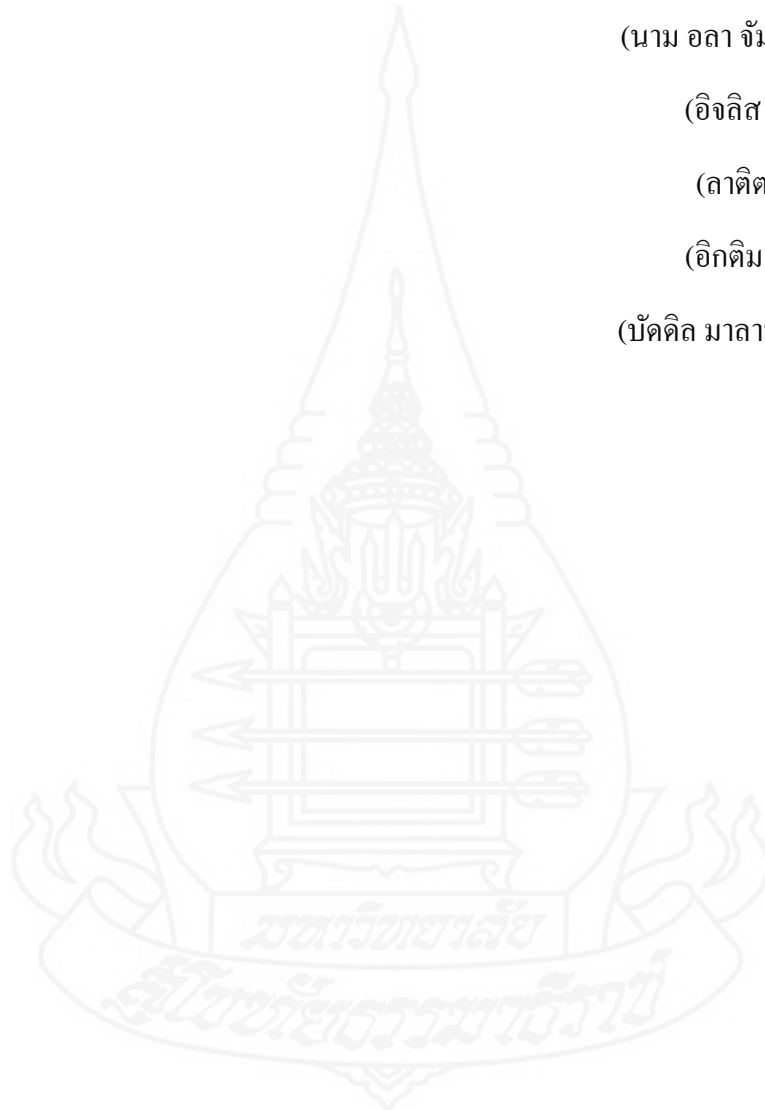 (นาม อลา จัม
(อิจลิส
(ลาติต
(อิกติม
(บัดดิล มาลา
มหาวิทยาลัย
สุโขทัยธรรมาธิราช